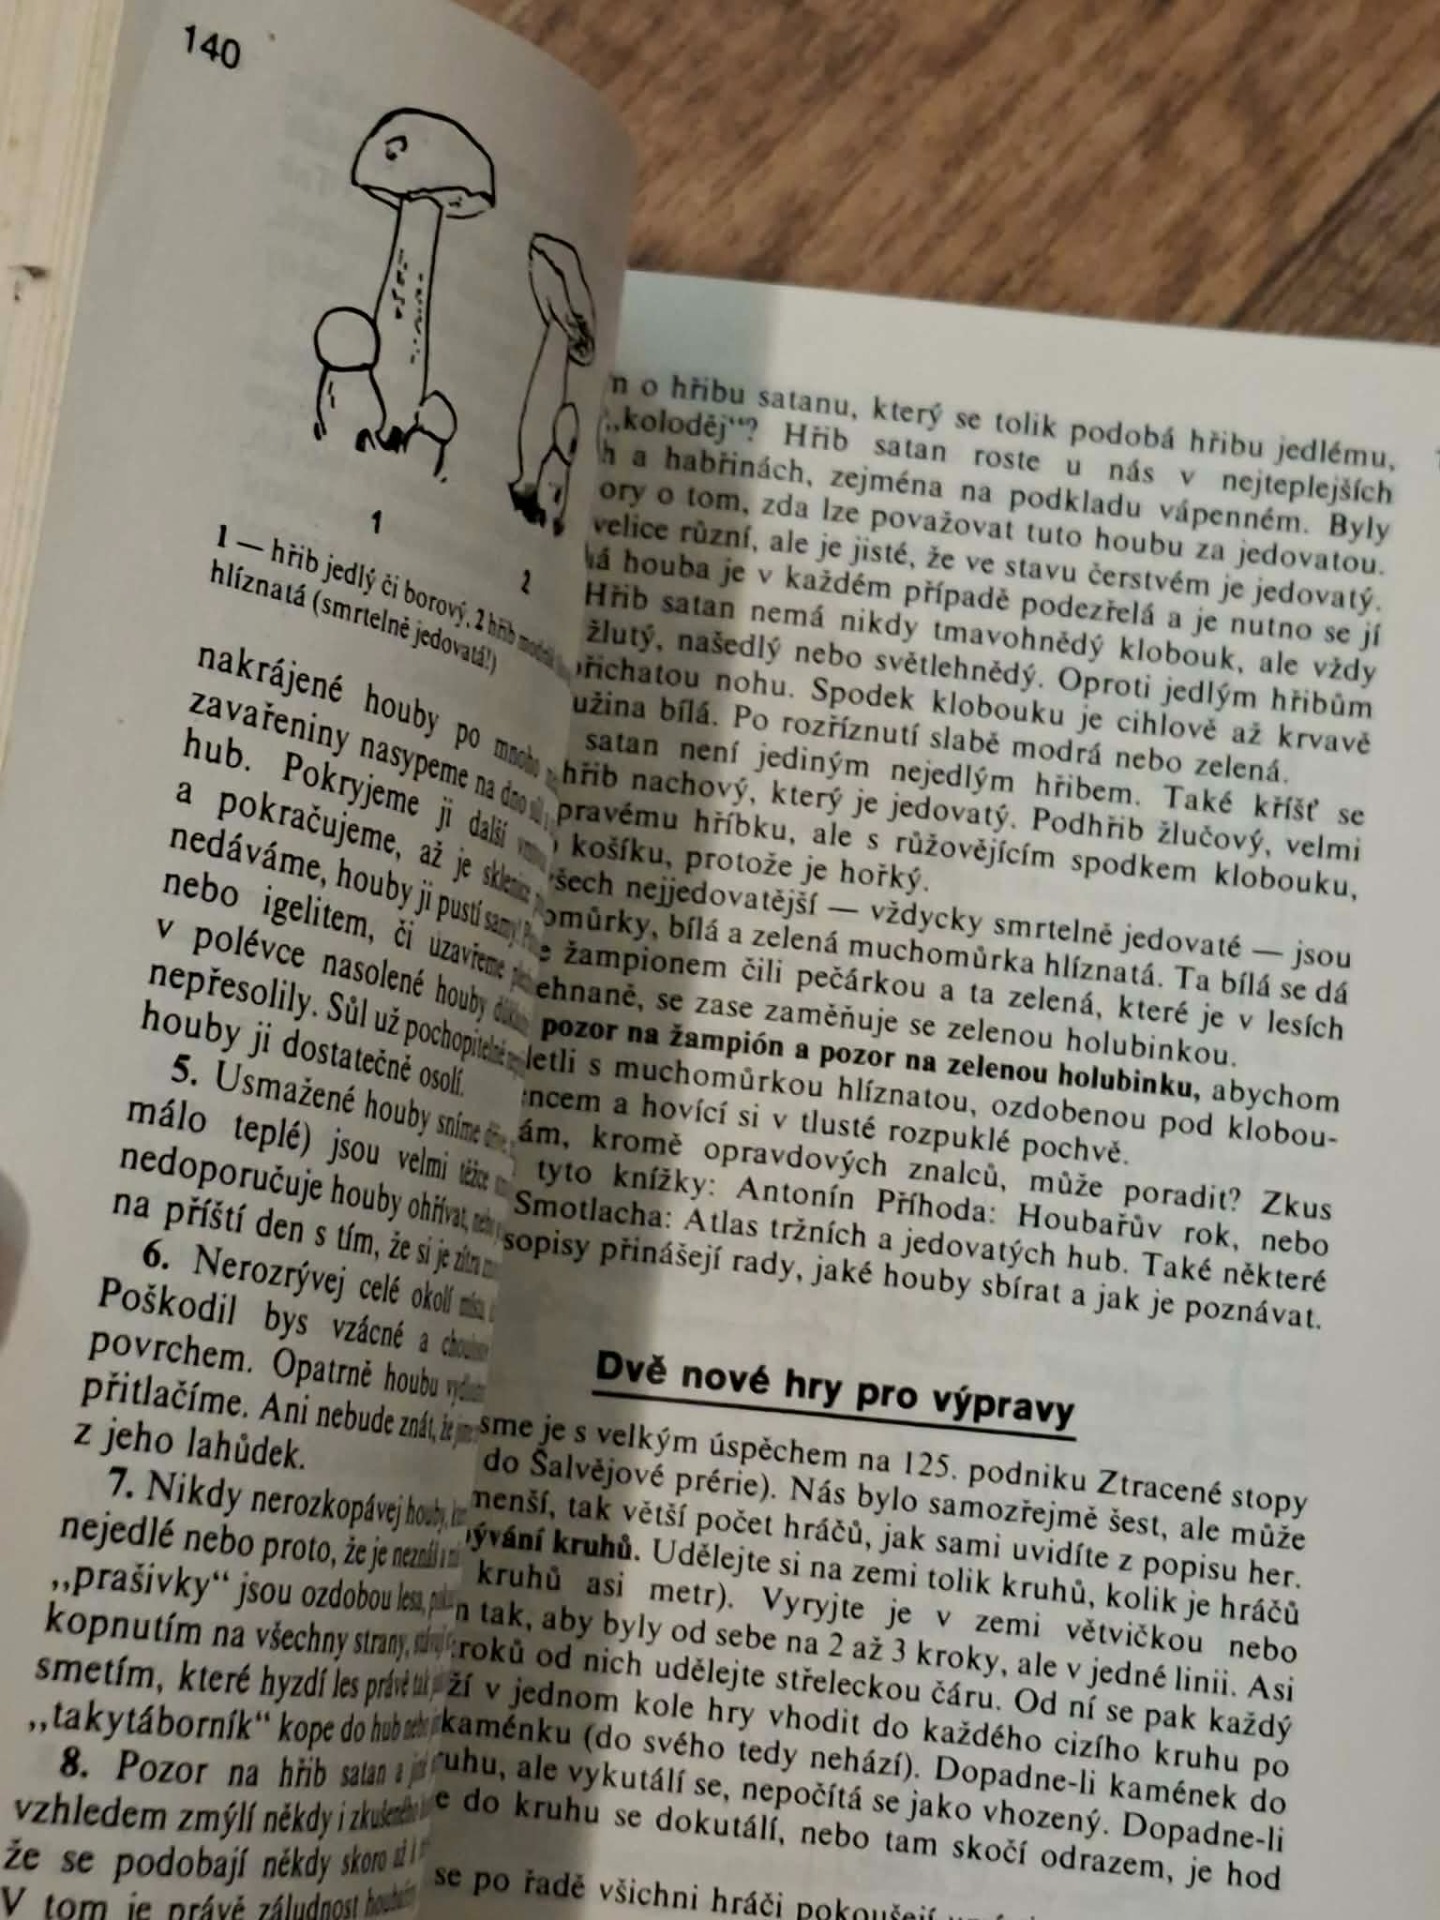 140
1
2
1 — hřib jedlý či borový, 2 hřib
hlíznatá (smrtelně jedovatá!)
nakrájené houby po mnoho
zavařeniny nasypeme na dno
hub. Pokryjeme ji další
a pokračujeme, až je sklenice
nedáváme, houby ji pustí samy!
nebo igelitem, či uzavřeme
v polévce nasolené houby
nepřesolily. Sůl už pochopitelně
houby ji dostatečně osolí.
5. Usmažené houby sníme
málo teplé) jsou velmi těžce
nedoporučuje houby ohřívat,
na příští den s tím, že si je zítra
6. Nerozrývej celé okolí
Poškodil bys vzácné a
povrchem. Opatrně houbu
přitlačíme. Ani nebude znát, že
z jeho lahůdek.
7. Nikdy nerozkopávej houby,
nejedlé nebo proto, že je neznáš
„prašivky“ jsou ozdobou lesa,
kopnutím na všechny strany,
smetím, které hyzdí les právě tak
„takytáborník“ kope do hub
8. Pozor na hřib satan a
vzhledem zmýlí někdy i zkušeného
že se podobají někdy skoro
V tom je právě záludnost
o hřibu satanu, který se tolik podobá hřibu jedlému,
„koloděj“? Hřib satan roste u nás v nejteplejších
a habřinách, zejména na podkladu vápenném. Byly
o tom, zda lze považovat tuto houbu za jedovatou.
velice různí, ale je jisté, že ve stavu čerstvém je jedovatý.
houba je v každém případě podezřelá a je nutno se jí
Hřib satan nemá nikdy tmavohnědý klobouk, ale vždy
žlutý, našedlý nebo světlehnědý. Oproti jedlým hřibům
nohu. Spodek klobouku je cihlově až krvavě
bílá. Po rozříznutí slabě modrá nebo zelená.
satan není jediným nejedlým hřibem. Také kříšť se
hřib nachový, který je jedovatý. Podhřib žlučový, velmi
pravému hříbku, ale s růžovějícím spodkem klobouku,
košíku, protože je hořký.
nejjedovatější — vždycky smrtelně jedovaté — jsou
bílá a zelená muchomůrka hlíznatá. Ta bílá se dá
žampionem čili pečárkou a ta zelená, které je v lesích
se zase zaměňuje se zelenou holubinkou.
pozor na žampión a pozor na zelenou holubinku, abychom
s muchomůrkou hlíznatou, ozdobenou pod klobou-
a hovící si v tlusté rozpuklé pochvě.
kromě opravdových znalců, může poradit? Zkus
tyto knížky: Antonín Příhoda: Houbařův rok, nebo
Smotlacha: Atlas tržních a jedovatých hub. Také některé
přinášejí rady, jaké houby sbírat a jak je poznávat.
Dvě nové hry pro výpravy
sme je s velkým úspěchem na 125. podniku Ztracené stopy
do Šalvějové prérie). Nás bylo samozřejmě šest, ale může
menší, tak větší počet hráčů, jak sami uvidíte z popisu her.
kruhů. Udělejte si na zemi tolik kruhů, kolik je hráčů
kruhů asi metr). Vyryjte je v zemi větvičkou nebo
tak, aby byly od sebe na 2 až 3 kroky, ale v jedné linii. Asi
kroků od nich udělejte střeleckou čáru. Od ní se pak každý
v jednom kole hry vhodit do každého cizího kruhu po
kaménku (do svého tedy nehází). Dopadne-li kamének do
ale vykutálí se, nepočítá se jako vhozený. Dopadne-li
do kruhu se dokutálí, nebo tam skočí odrazem, je hod
se po řadě všichni hráči pokoušejí